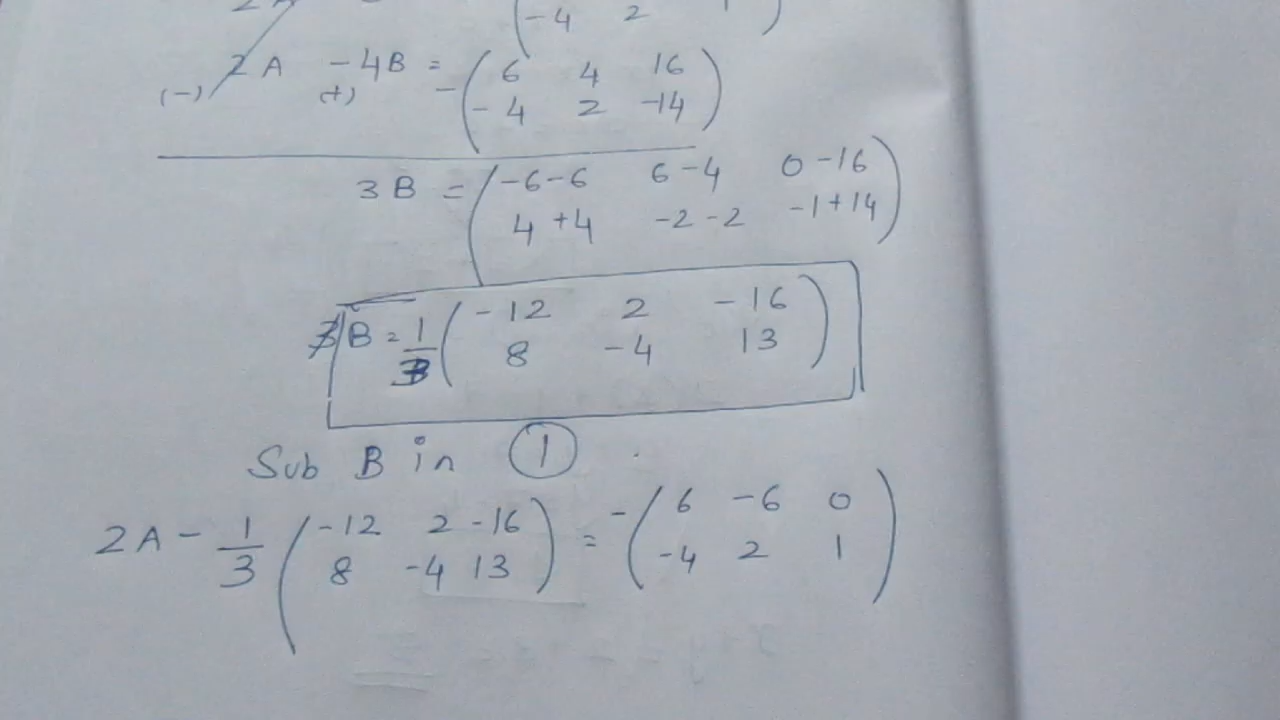 -4 2
2A -4B = -( 6 4 16
(-) (+) -4 2 -14 )
3B = ( -6-6 6-4 0-16
4+4 -2-2 -1+14 )
B = 1/3 ( -12 2 -16
8 -4 13 )
Sub B in 1
2A - 1/3 ( -12 2 -16 = -( 6 -6 0
8 -4 13 ) -4 2 1 )